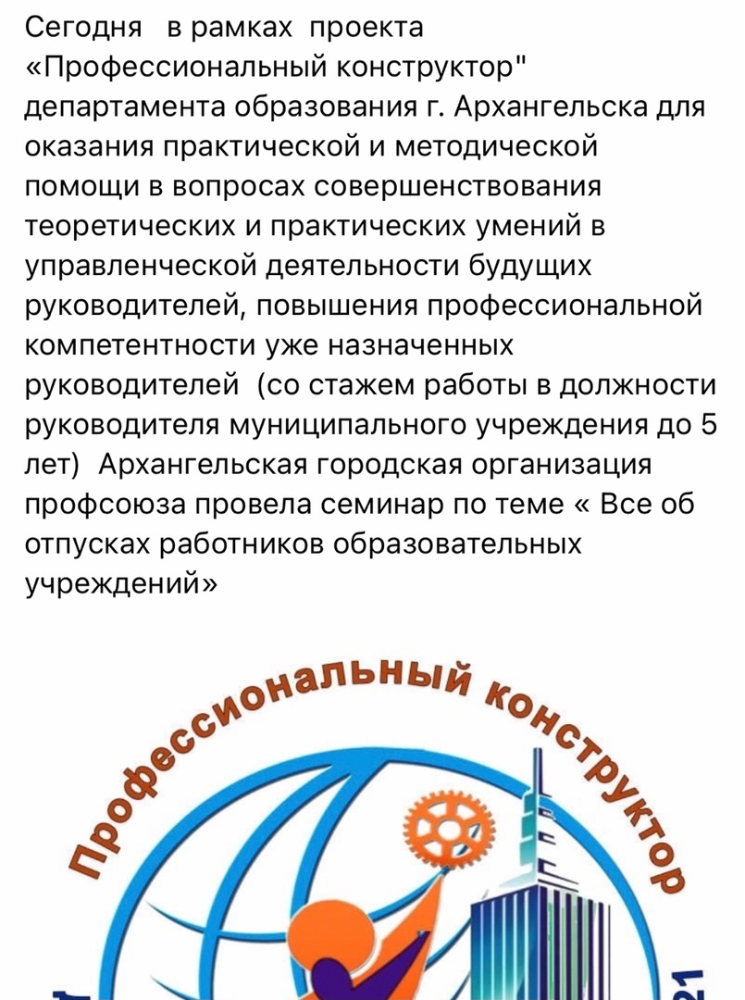 Сегодня   в рамках  проекта
«Профессиональный конструктор"
департамента образования г. Архангельска для
оказания практической и методической
помощи в вопросах совершенствования
теоретических и практических умений в
управленческой деятельности будущих
руководителей, повышения профессиональной
компетентности уже назначенных
руководителей  (со стажем работы в должности
руководителя муниципального учреждения до 5
лет)  Архангельская городская организация
профсоюза провела семинар по теме « Все об
отпусках работников образовательных
учреждений»
Профессиональный конструктор